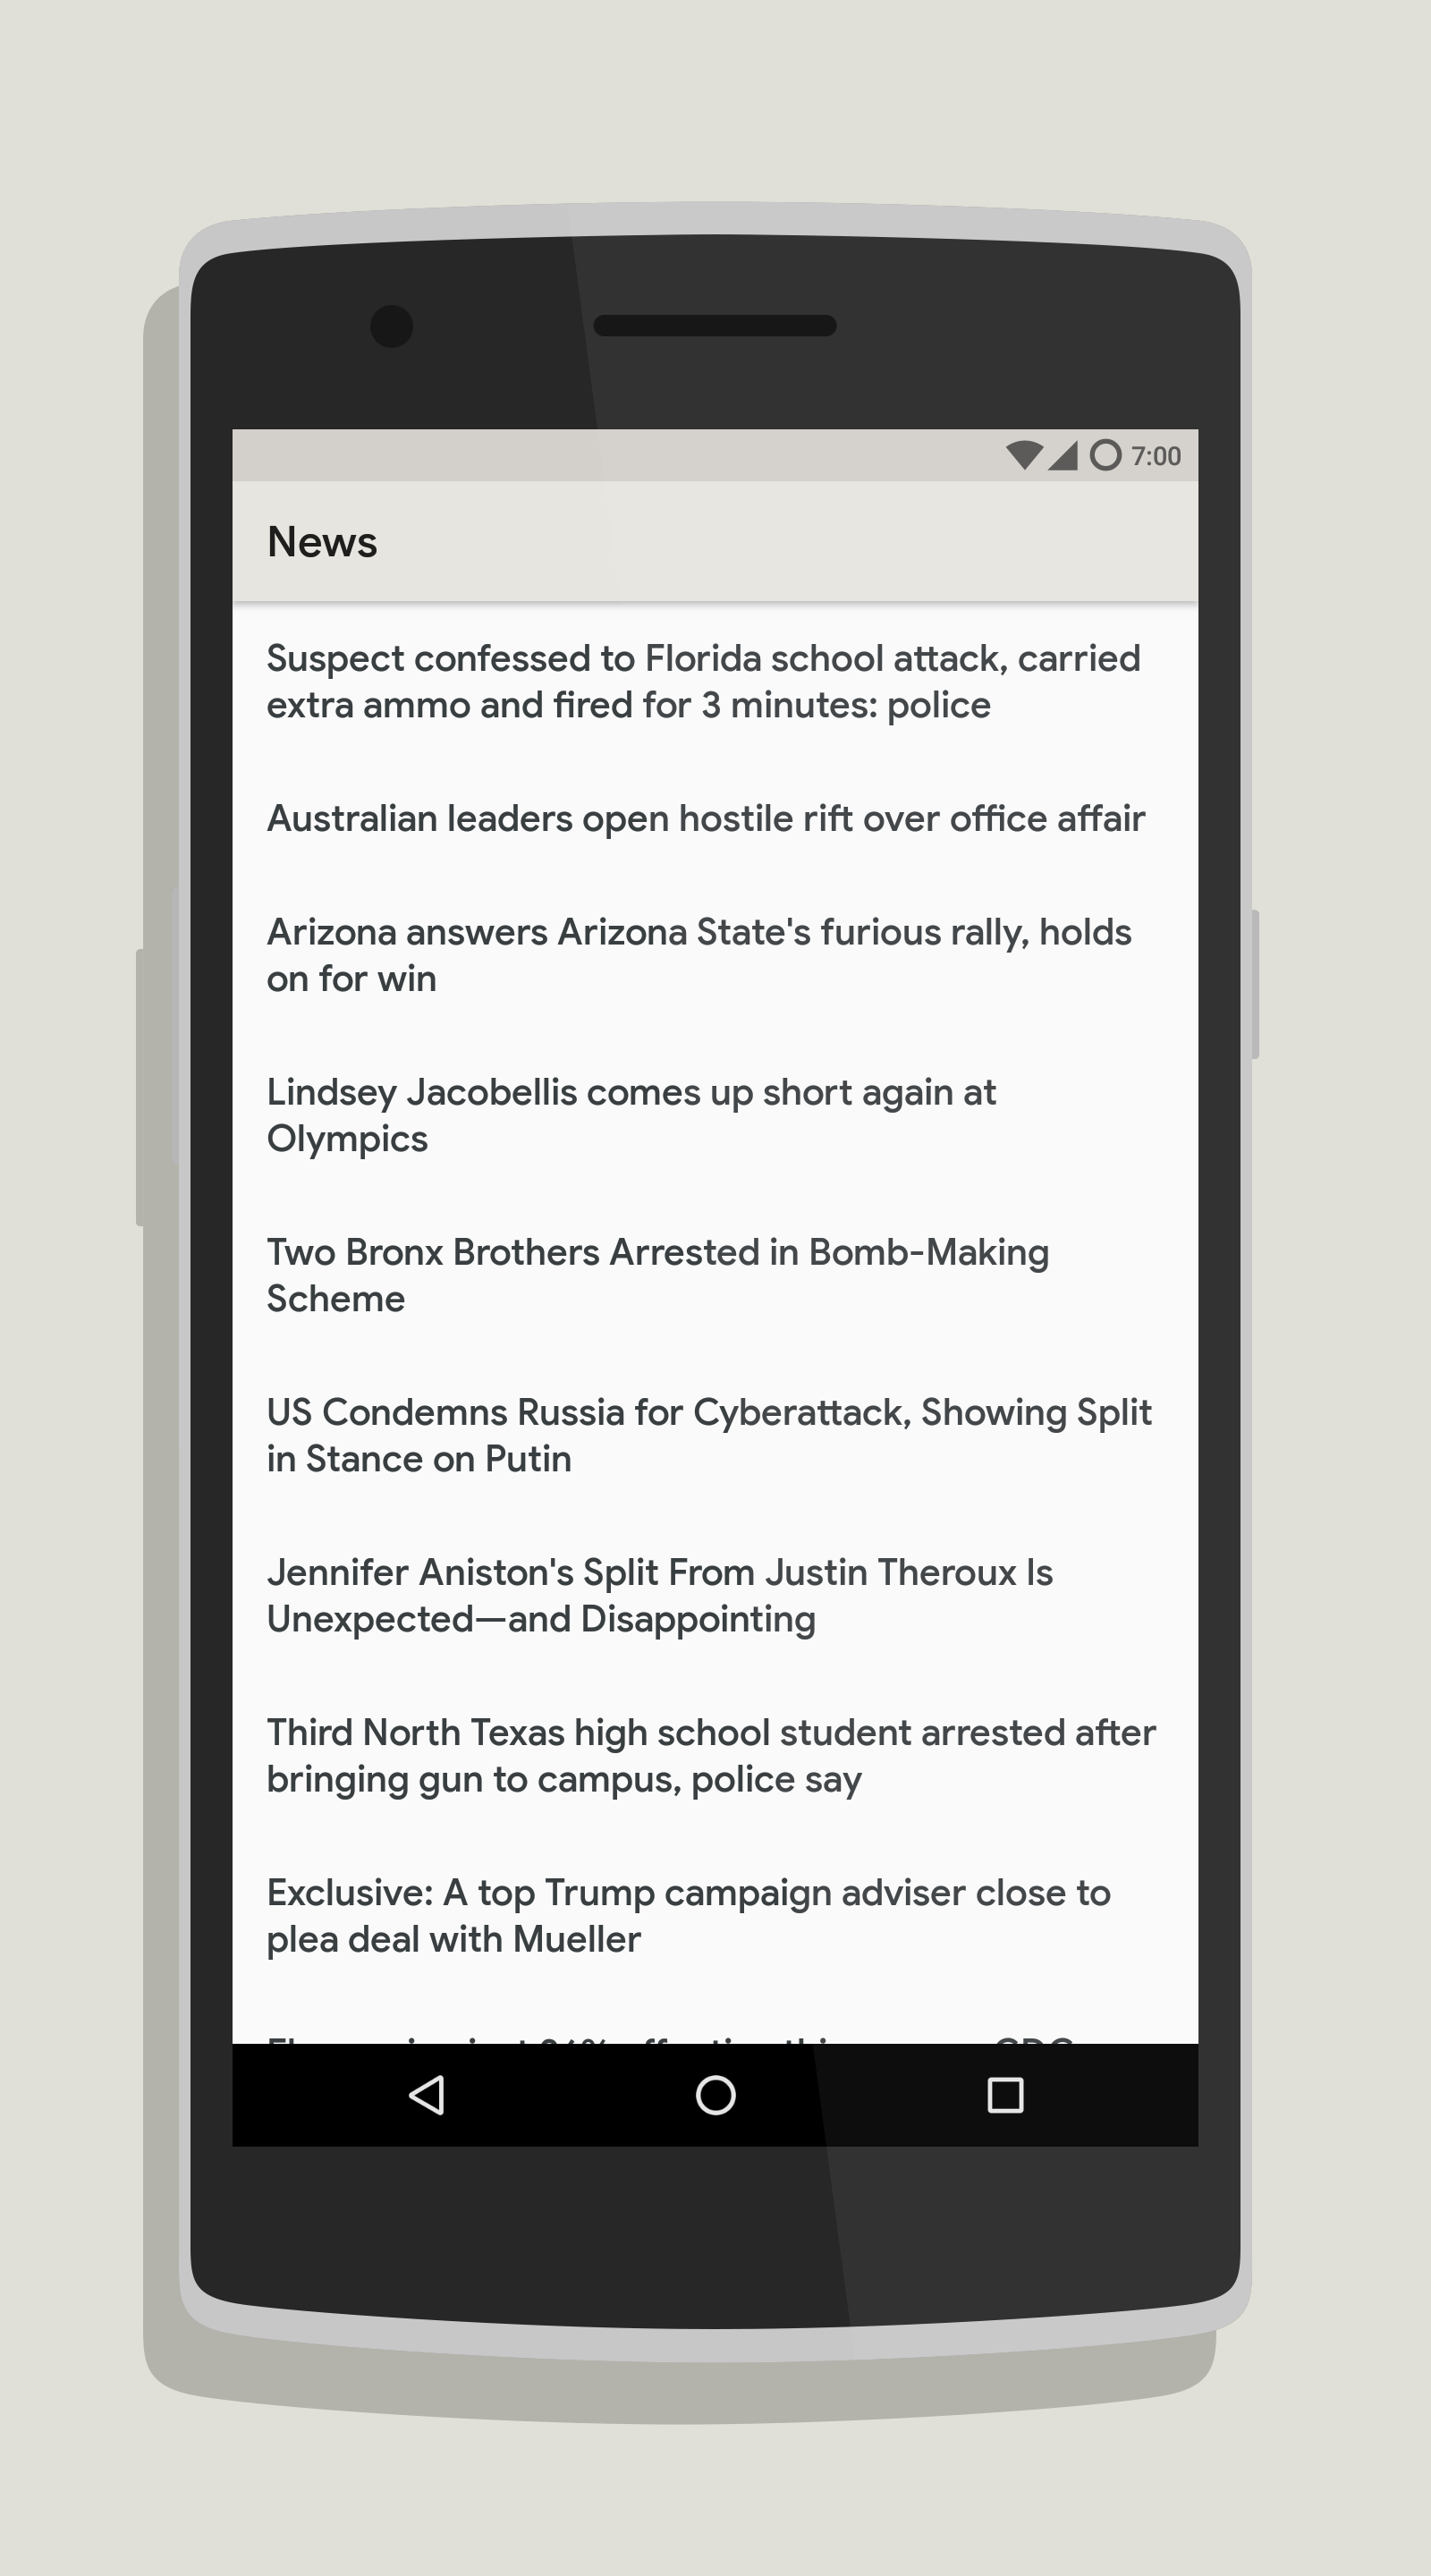 7:00
News
Suspect confessed to Florida school attack, carried
extra ammo and fired for 3 minutes: police
Australian leaders open hostile rift over office affair
Arizona answers Arizona State's furious rally, holds
on for win
Lindsey Jacobellis comes up short again at
Olympics
Two Bronx Brothers Arrested in Bomb-Making
Scheme
US Condemns Russia for Cyberattack, Showing Split
in Stance on Putin
Jennifer Aniston's Split From Justin Theroux Is
Unexpected—and Disappointing
Third North Texas high school student arrested after
bringing gun to campus, police say
Exclusive: A top Trump campaign adviser close to
plea deal with Mueller